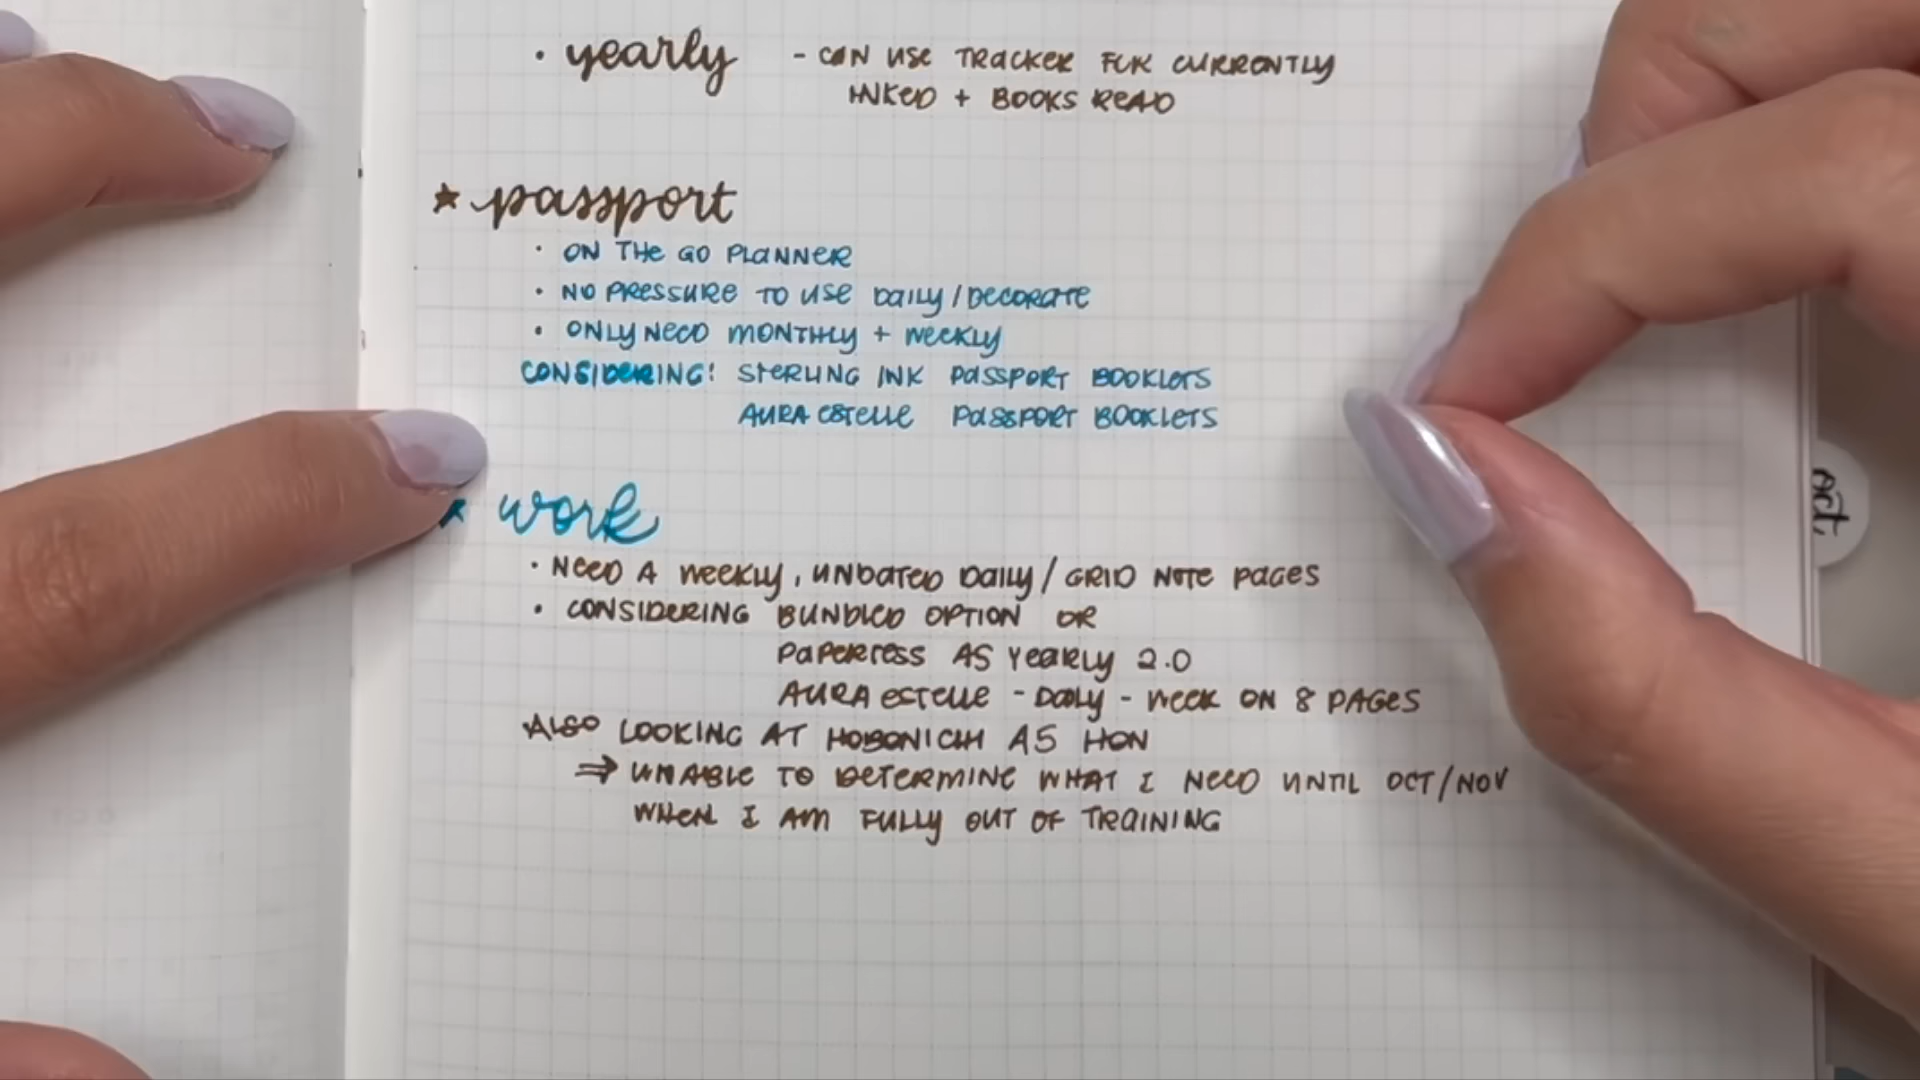 · yearly - CAN USE TRACKER FOR CURRENTLY
INKED + BOOKS READ
★ passport
· ON THE GO PLANNER
· NO PRESSURE TO USE DAILY/DECORATE
· ONLY NEED MONTHLY + WEEKLY
CONSIDERING: STERLING INK PASSPORT BOOKLETS
AURA ESTELLE PASSPORT BOOKLETS
★ work
· NEED A WEEKLY, UNDATED DAILY/GRID NOTE PAGES
· CONSIDERING BUNDLED OPTION OR
PAPERTESS A5 YEARLY 2.0
AURA ESTELLE - DAILY - WEEK ON 8 PAGES
ALSO LOOKING AT HOBONICHI A5 HON
⇒ UNABLE TO DETERMINE WHAT I NEED UNTIL OCT/NOV
WHEN I AM FULLY OUT OF TRAINING
oct.